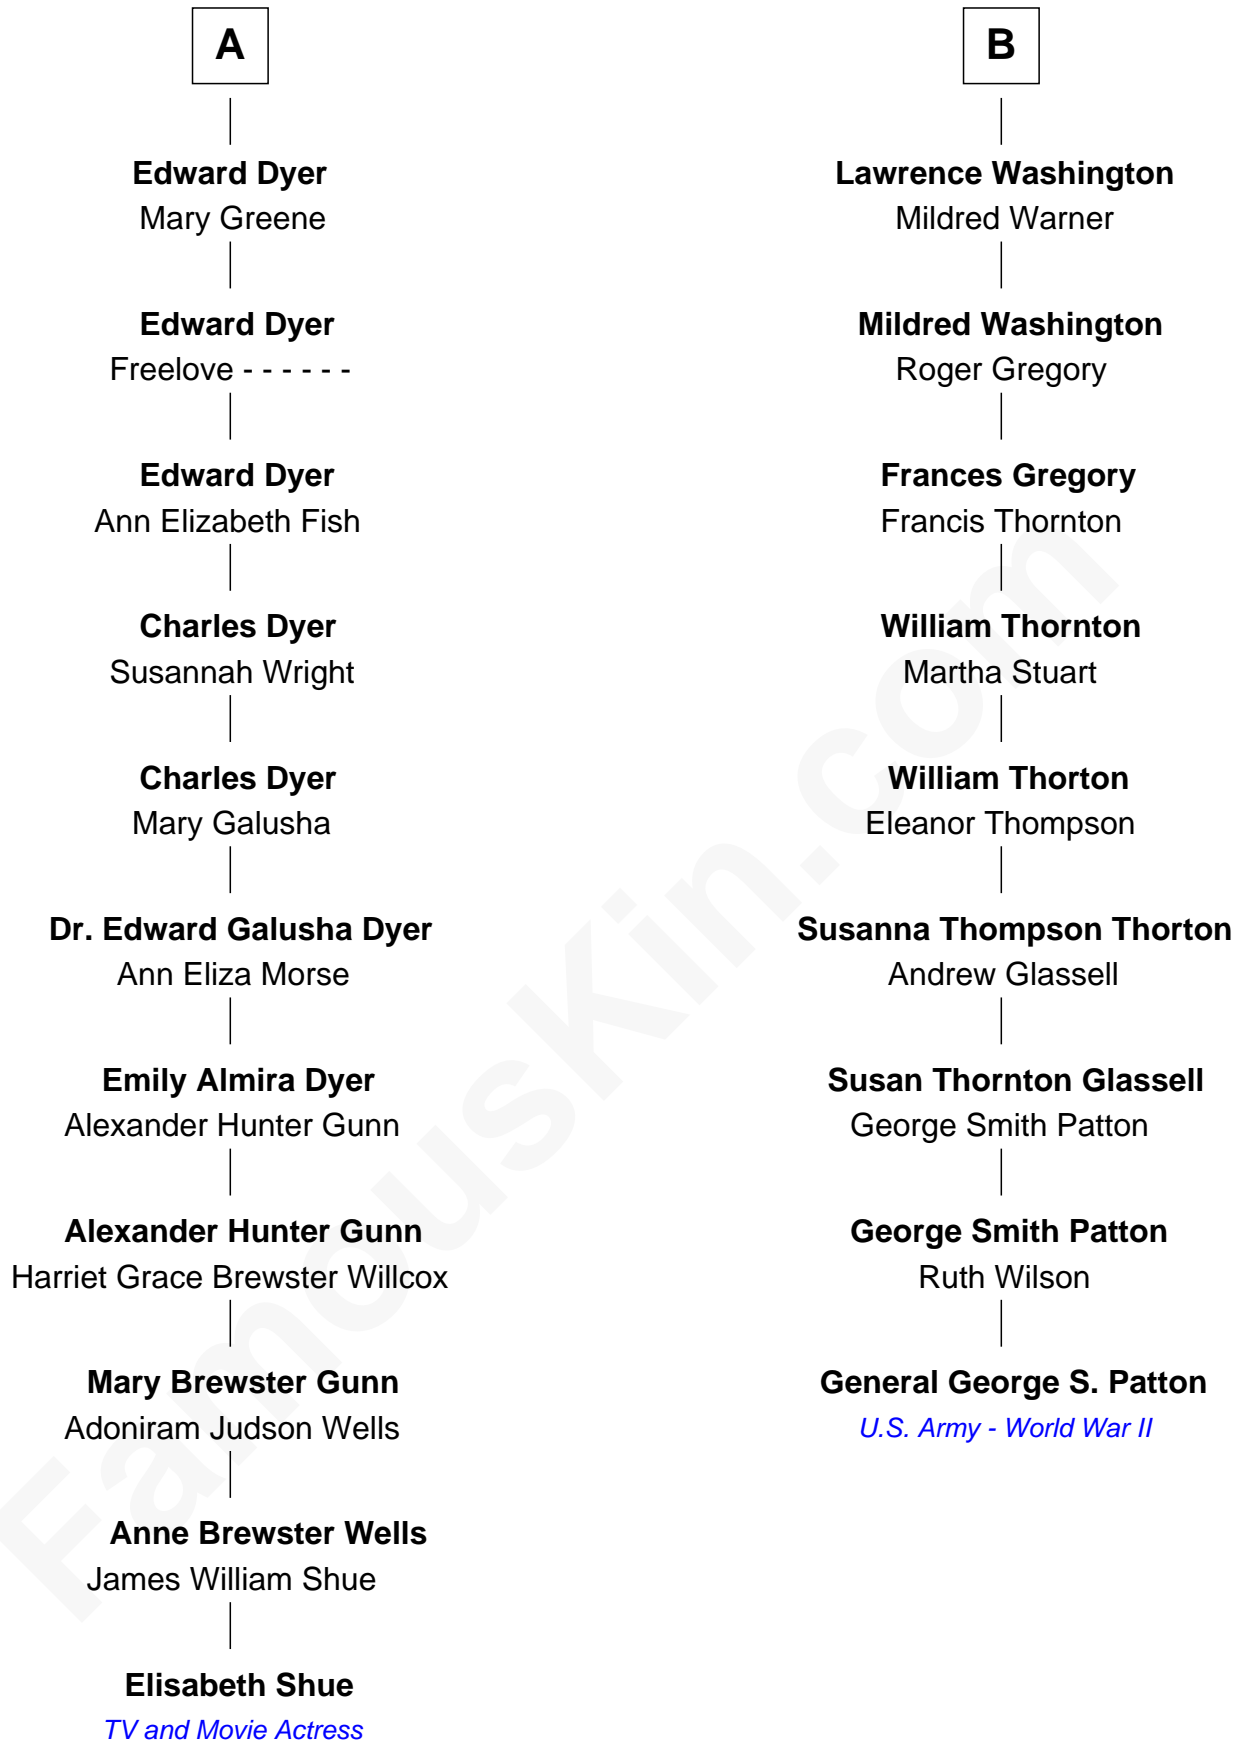 A
Edward Dyer
Mary Greene
Edward Dyer
Freelove - - - - - -
Edward Dyer
Ann Elizabeth Fish
Charles Dyer
Susannah Wright
Charles Dyer
Mary Galusha
Dr. Edward Galusha Dyer
Ann Eliza Morse
Emily Almira Dyer
Alexander Hunter Gunn
Alexander Hunter Gunn
Harriet Grace Brewster Willcox
Mary Brewster Gunn
Adoniram Judson Wells
Anne Brewster Wells
James William Shue
Elisabeth Shue
TV and Movie Actress
B
Lawrence Washington
Mildred Warner
Mildred Washington
Roger Gregory
Frances Gregory
Francis Thornton
William Thornton
Martha Stuart
William Thorton
Eleanor Thompson
Susanna Thompson Thorton
Andrew Glassell
Susan Thornton Glassell
George Smith Patton
George Smith Patton
Ruth Wilson
General George S. Patton
U.S. Army - World War II
FamousKin.com